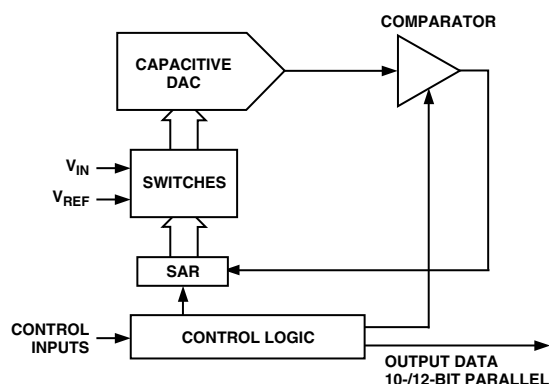 COMPARATOR
CAPACITIVE
DAC
VIN
SWITCHES
VREF
SAR
CONTROL
INPUTS
CONTROL LOGIC
OUTPUT DATA
10-/12-BIT PARALLEL